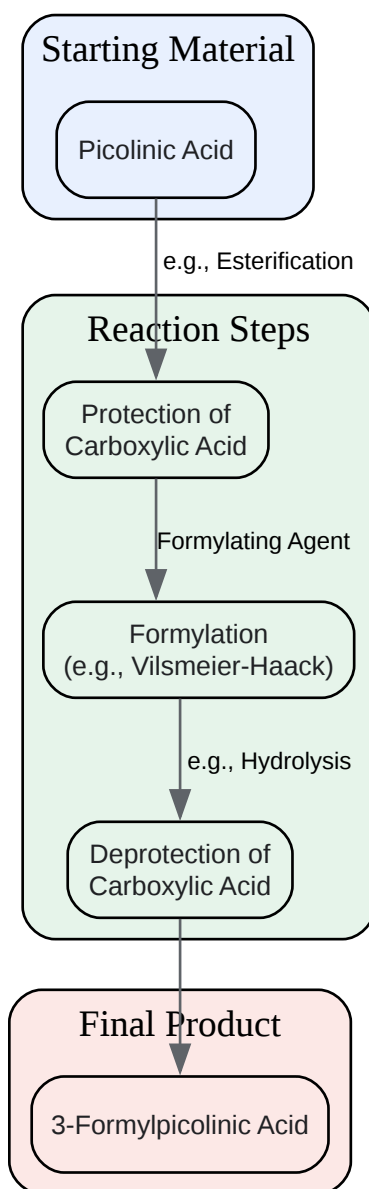 Starting Material
Picolinic Acid
e.g., Esterification
Reaction Steps
Protection of
Carboxylic Acid
Formylating Agent
Formylation
(e.g., Vilsmeier-Haack)
e.g., Hydrolysis
Deprotection of
Carboxylic Acid
Final Product
3-Formylpicolinic Acid